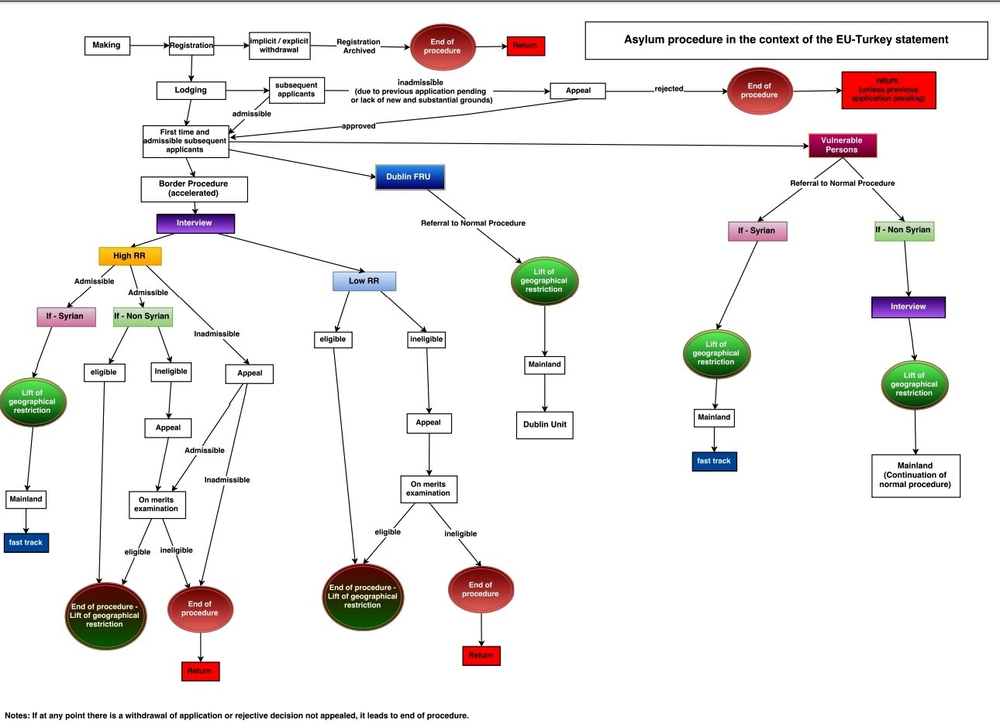 Asylum procedure in the context of the EU-Turkey statement
Making
Registration
implicit / explicit
withdrawal
Registration
Archived
End of
procedure
Return
Lodging
subsequent
applicants
inadmissible
(due to previous application pending
or lack of new and substantial grounds)
Appeal
rejected
End of
procedure
return
(unless previous
application pending)
admissible
approved
First time and
admissible subsequent
applicants
Vulnerable
Persons
Dublin FRU
Border Procedure
(accelerated)
Referral to Normal Procedure
Interview
Referral to Normal Procedure
If - Syrian
If - Non Syrian
High RR
Low RR
Lift of
geographical
restriction
Admissible
Admissible
If - Syrian
If - Non Syrian
Inadmissible
Interview
eligible
ineligible
Lift of
geographical
restriction
Mainland
eligible
Ineligible
Appeal
Lift of
geographical
restriction
Lift of
geographical
restriction
Mainland
Dublin Unit
Appeal
Appeal
Admissible
fast track
Mainland
(Continuation of
normal procedure)
Inadmissible
On merits
examination
Mainland
On merits
examination
fast track
eligible
ineligible
eligible
ineligible
End of procedure -
Lift of geographical
restriction
End of
procedure
End of procedure -
Lift of geographical
restriction
End of
procedure
Return
Return
Notes: If at any point there is a withdrawal of application or rejective decision not appealed, it leads to end of procedure.